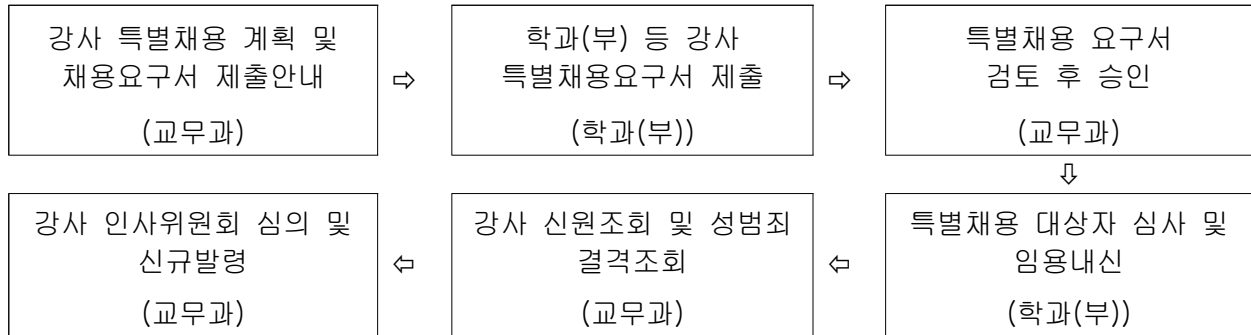 강사 특별채용 계획 및
채용요구서 제출안내
(교무과)
⇨
학과(부) 등 강사
특별채용요구서 제출
(학과(부))
⇨
특별채용 요구서
검토 후 승인
(교무과)
⇩
특별채용 대상자 심사 및
임용내신
(학과(부))
⇦
강사 신원조회 및 성범죄
결격조회
(교무과)
⇦
강사 인사위원회 심의 및
신규발령
(교무과)